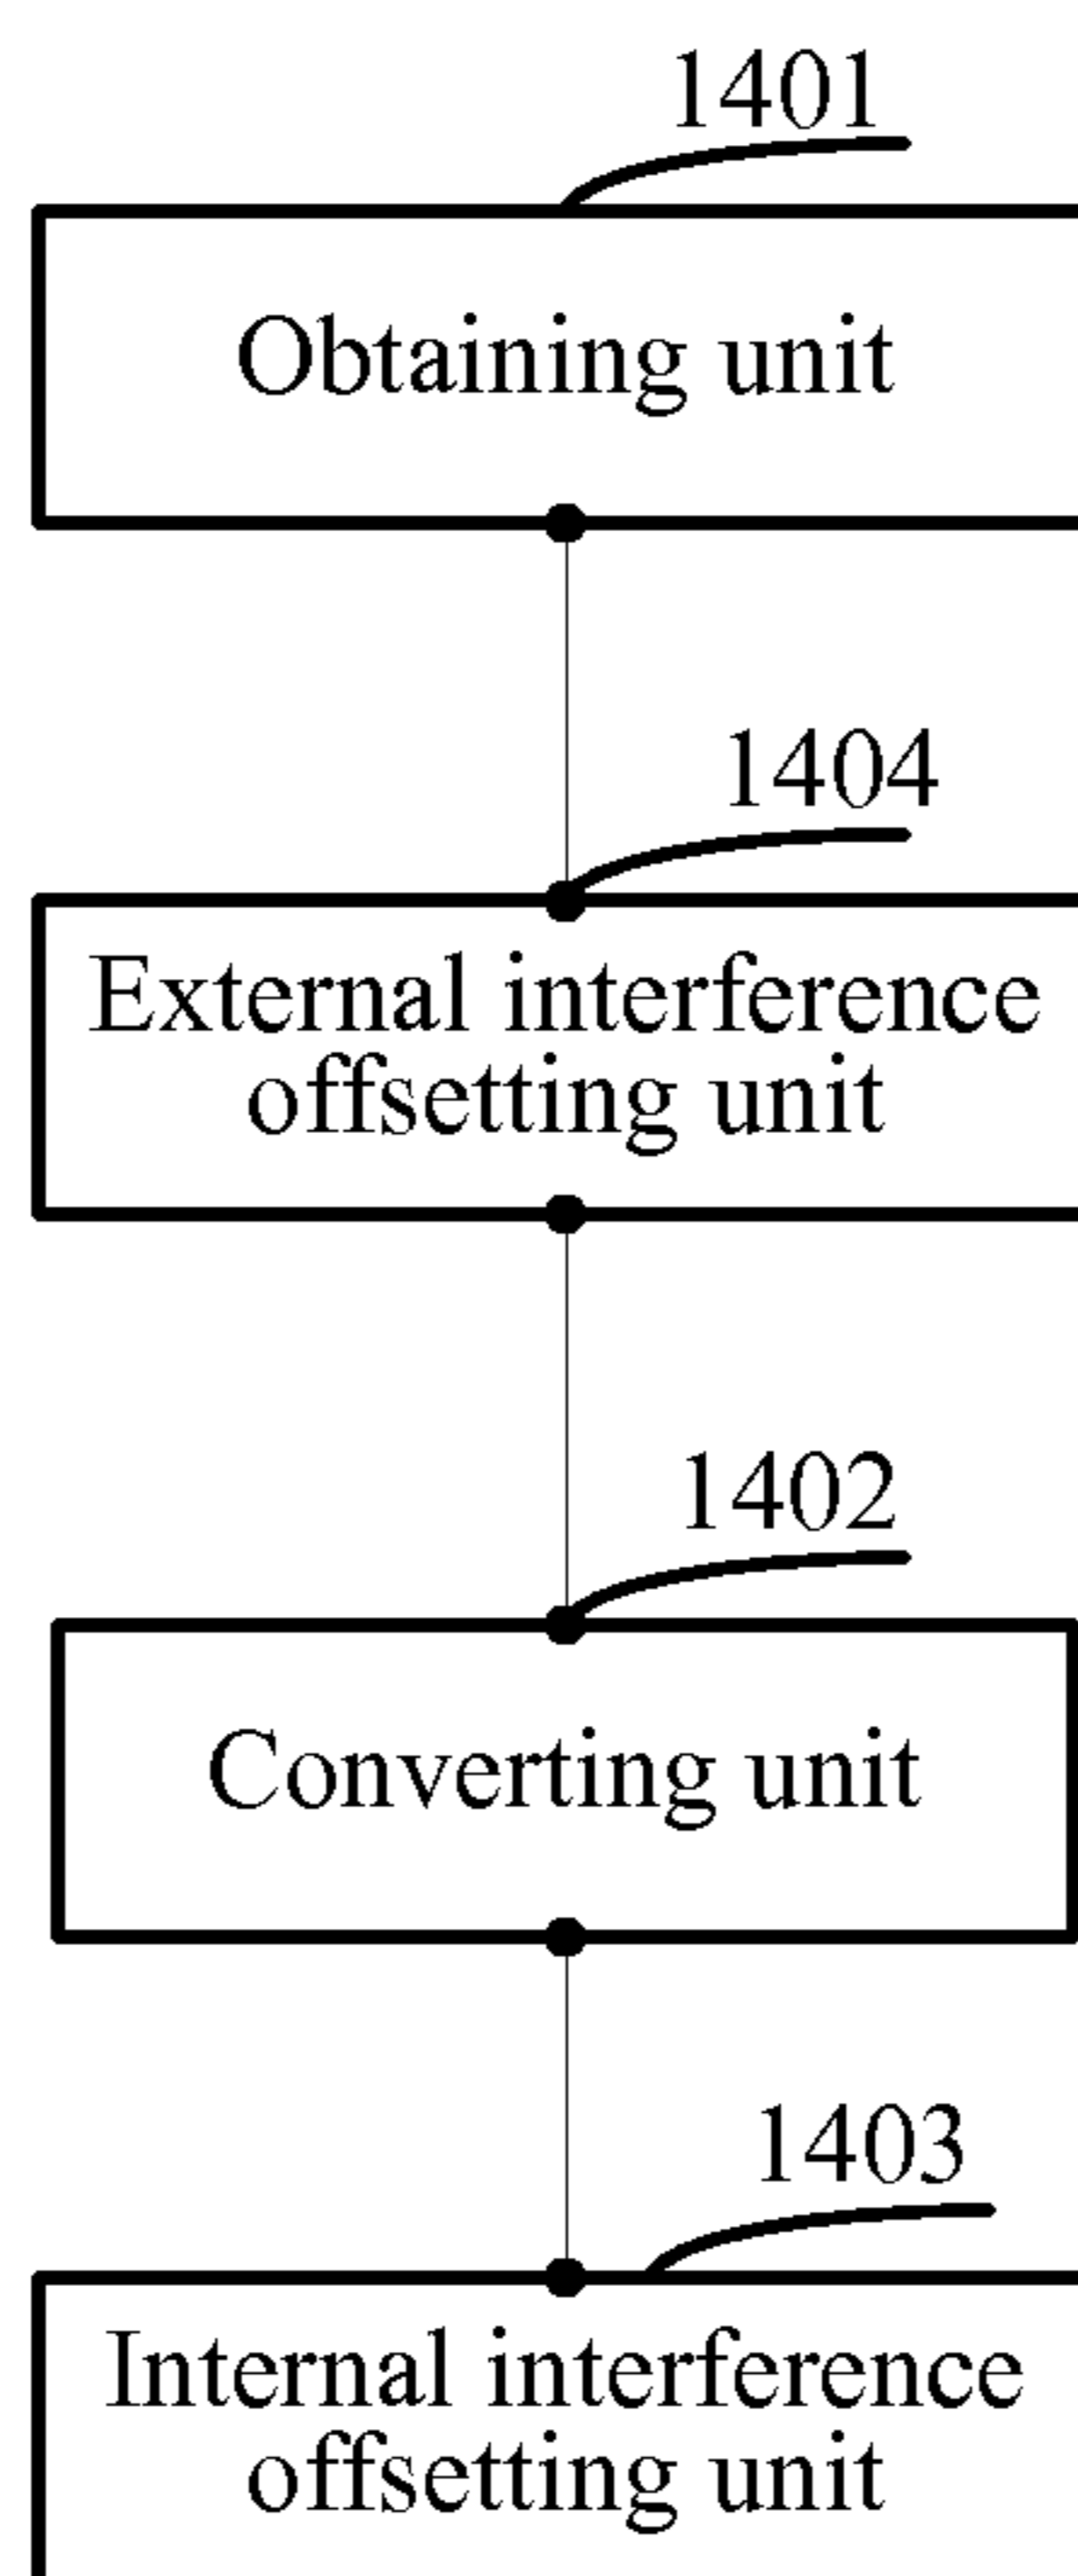 1401
Obtaining unit
1404
External interference
offsetting unit
1402
Converting unit
1403
Internal interference
offsetting unit